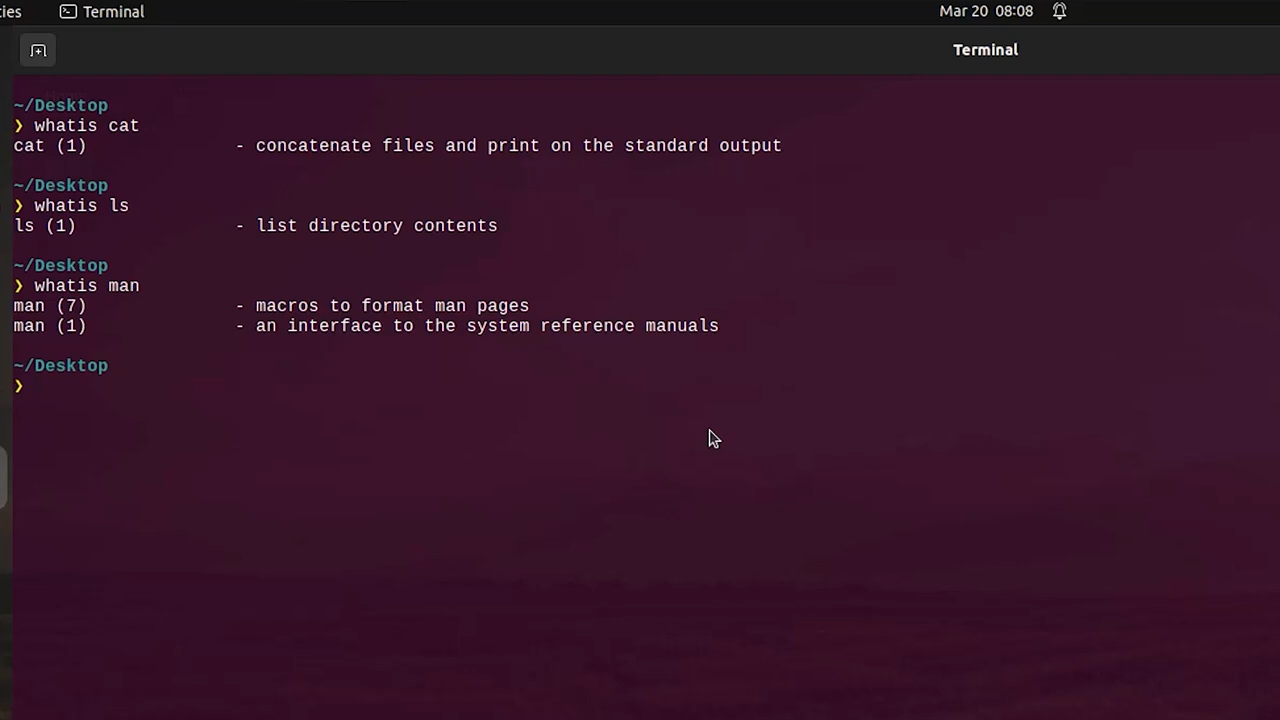 ties Terminal Mar 20 08:08
Terminal
~/Desktop
❯ whatis cat
cat (1)              - concatenate files and print on the standard output
~/Desktop
❯ whatis ls
ls (1)               - list directory contents
~/Desktop
❯ whatis man
man (7)              - macros to format man pages
man (1)              - an interface to the system reference manuals
~/Desktop
❯